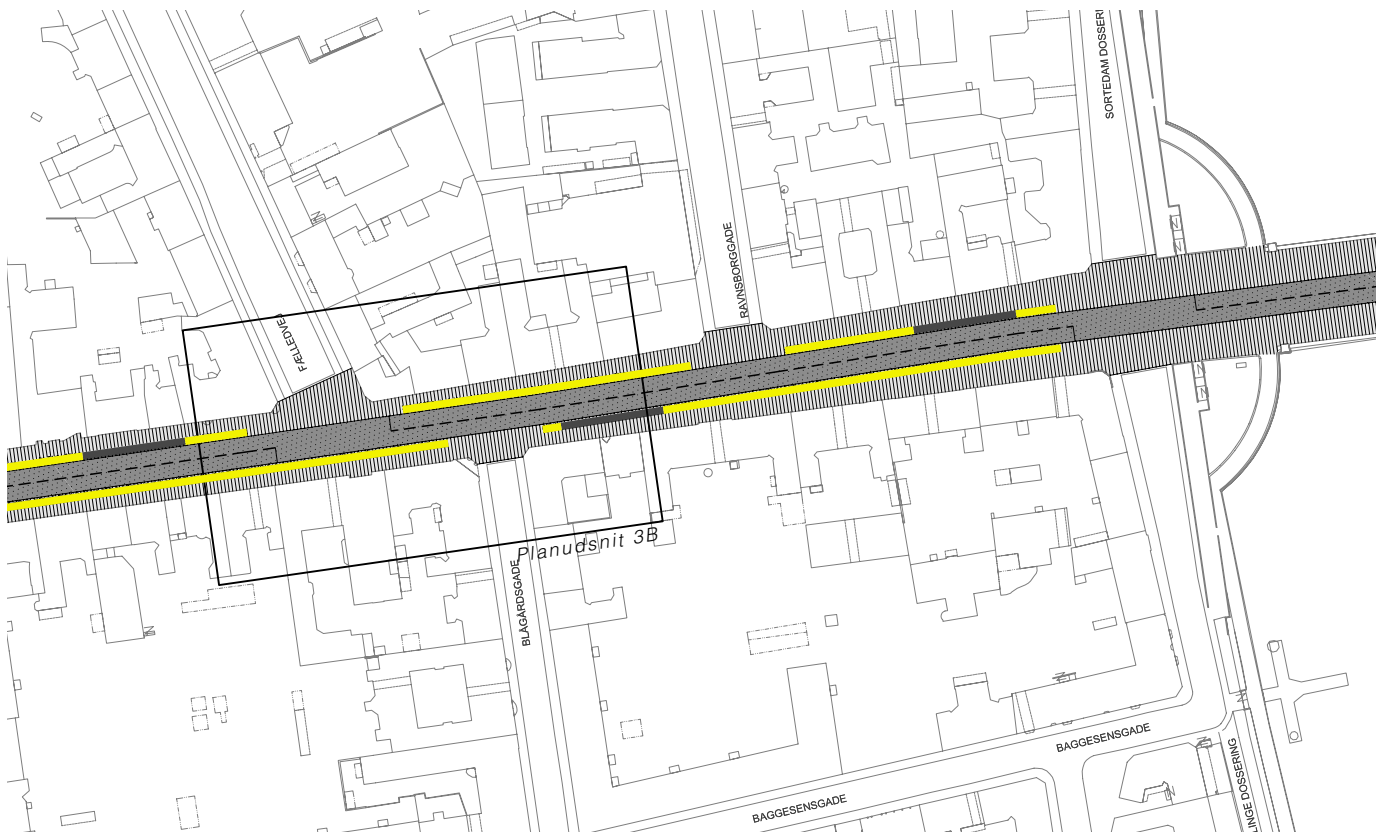 SORTEDAM DOSSERI
RAVNSBORGGADE
FÆLLEDVEJ
Planudsnit 3B
BLÅGÅRDSGADE
BAGGESENSGADE
BAGGESENSGADE
LINGE DOSSERING